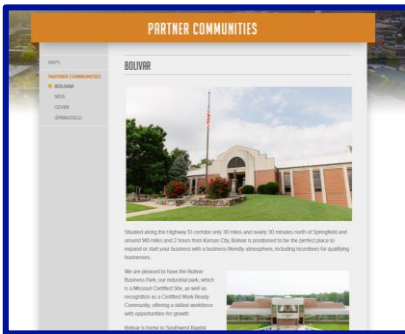 PARTNER COMMUNITIES
MAPS
PARTNER COMMUNITIES
BOLIVAR
NIXA
OZARK
SPRINGFIELD
BOLIVAR
Situated along the Highway 13 corridor only 30 miles and nearly 30 minutes north of Springfield and
around 140 miles and 2 hours from Kansas City, Bolivar is positioned to be the perfect place to
expand or start your business with a business-friendly atmosphere, including incentives for qualifying
businesses.
We are pleased to have the Bolivar
Business Park, our industrial park, which
is a Missouri Certified Site, as well as
recognition as a Certified Work Ready
Community, offering a skilled workforce
with opportunities for growth.
Bolivar is home to Southwest Baptist